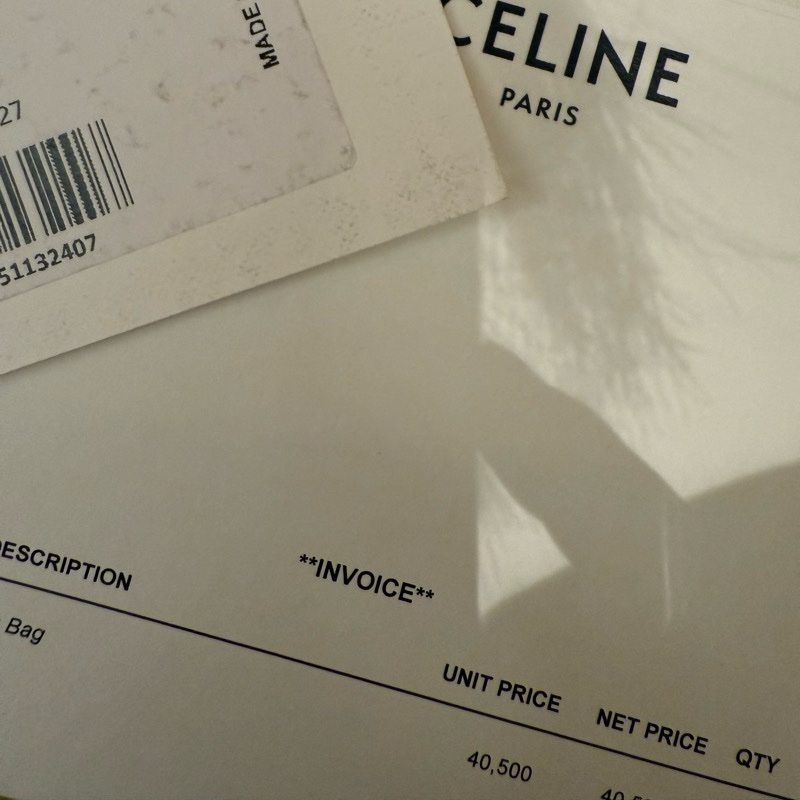 MADE
27
51132407
CELINE
PARIS
DESCRIPTION
**INVOICE**
Bag
UNIT PRICE
NET PRICE
QTY
40,500